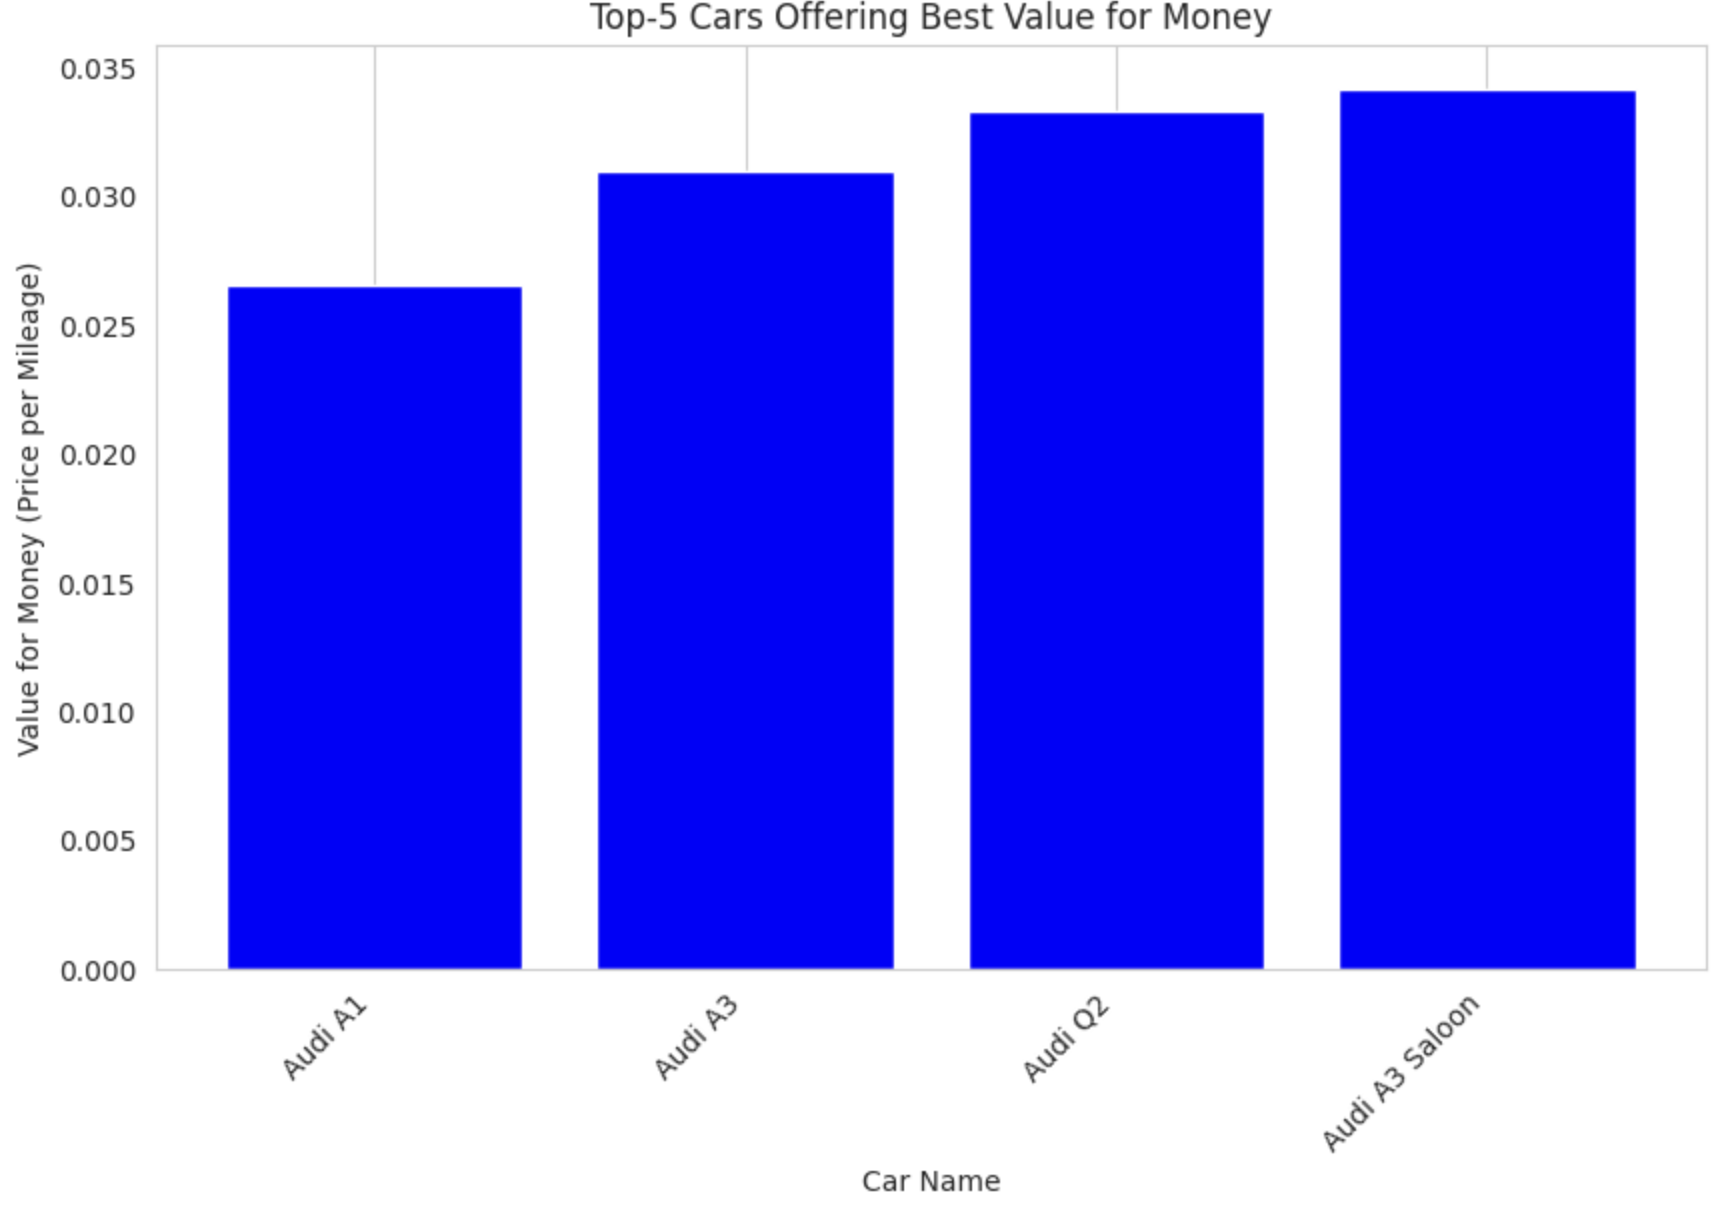 Top-5 Cars Offering Best Value for Money
Value for Money (Price per Mileage)
0.035
0.030
0.025
0.020
0.015
0.010
0.005
0.000
Audi A1
Audi A3
Audi Q2
Audi A3 Saloon
Car Name